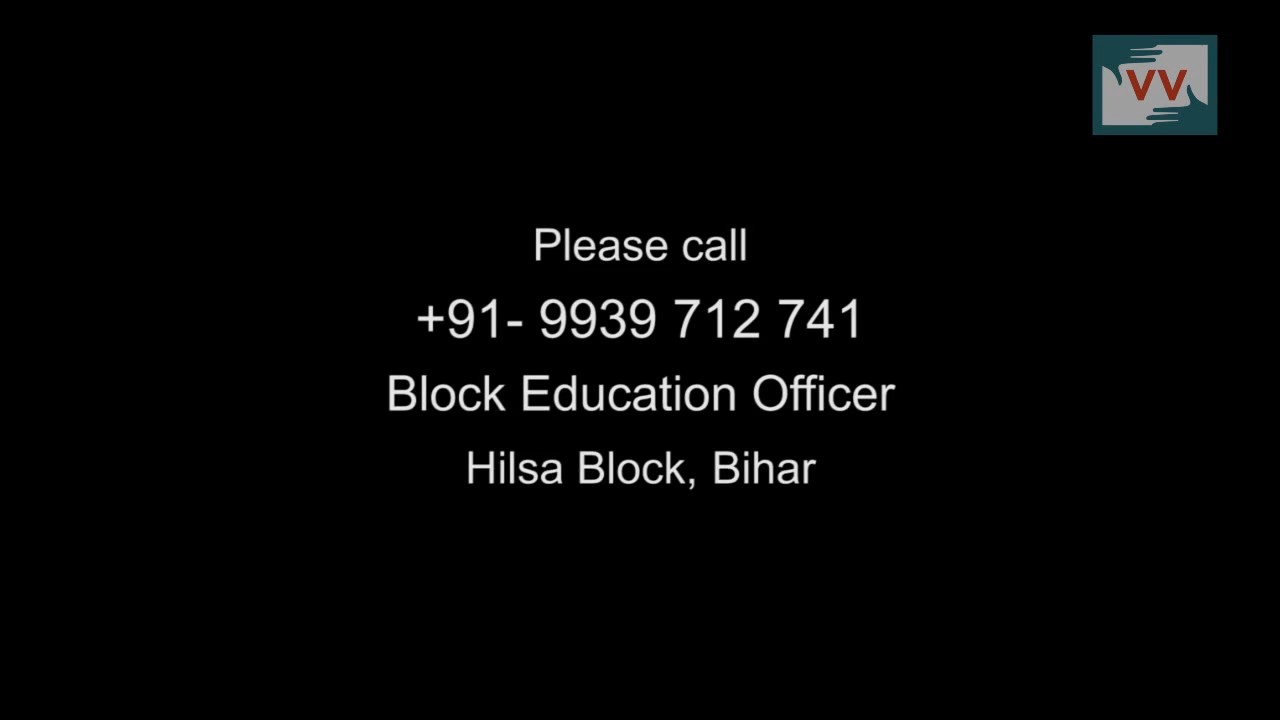 VV
Please call
+91- 9939 712 741
Block Education Officer
Hilsa Block, Bihar